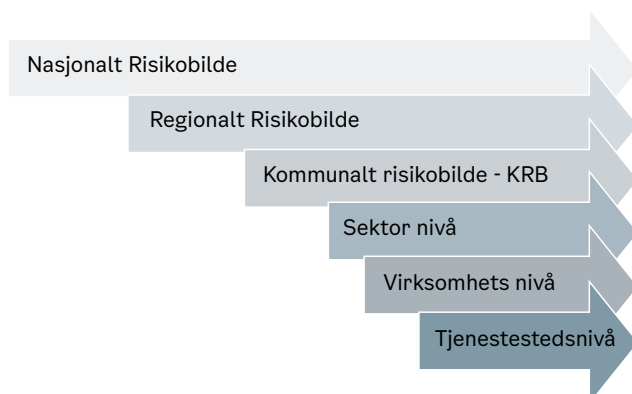 Nasjonalt Risikobilde
Regionalt Risikobilde
Kommunalt risikobilde - KRB
Sektor nivå
Virksomhets nivå
Tjenestestedsnivå